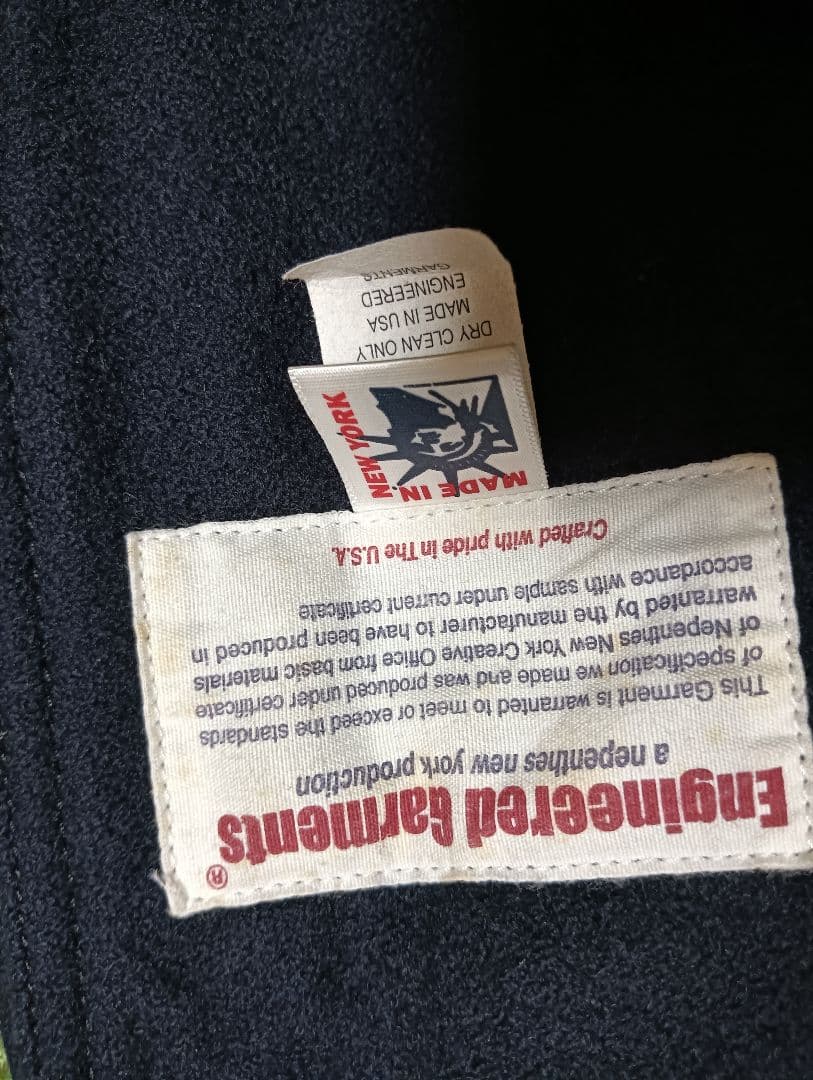 Engineered Garments®
a nepenthes new york production
This Garment is warranted to meet or exceed the standards
of specification we made and was produced under certificate
of Nepenthes New York Creative Office from basic materials
warranted by the manufacturer to have been produced in
accordance with sample under current certificate
Crafted with pride in The U.S.A.
MADE IN
NEW YORK
DRY CLEAN ONLY
MADE IN USA
ENGINEERED
GARMENTS